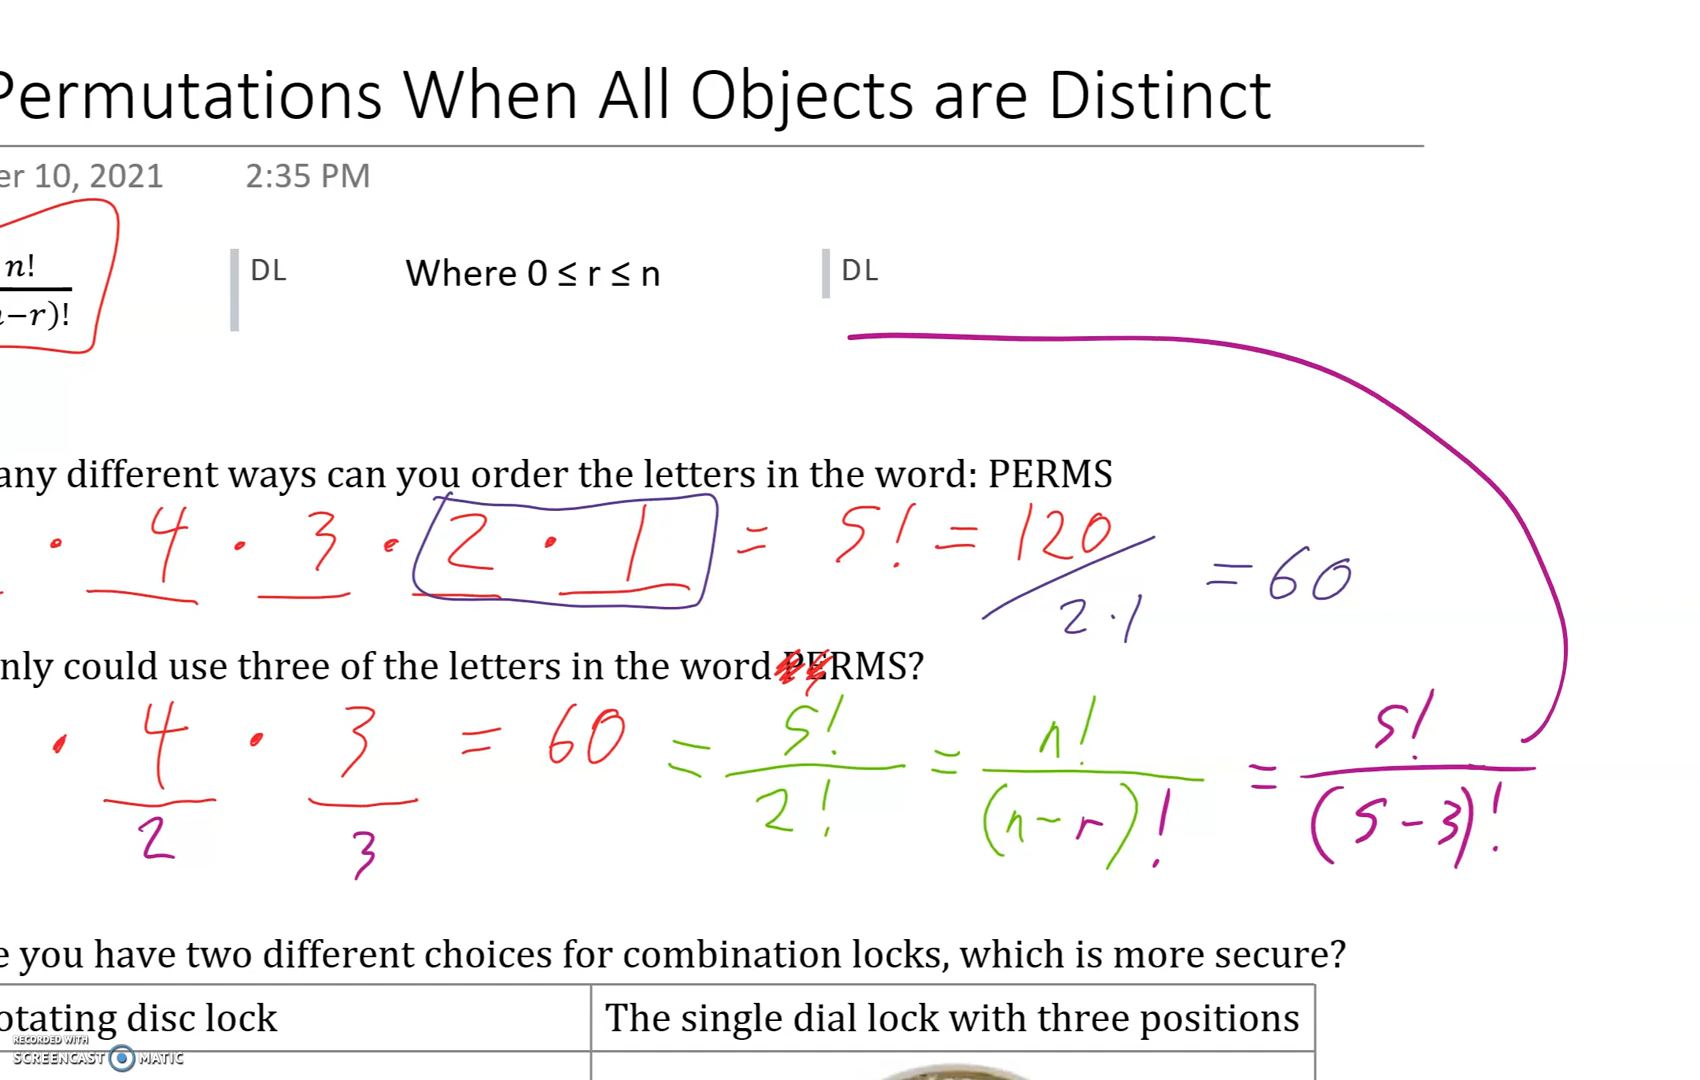 Permutations When All Objects are Distinct
er 10, 2021 2:35 PM
n!
DL Where 0 ≤ r ≤ n DL
−r)!
any different ways can you order the letters in the word: PERMS
· 4 · 3 · 2 · 1 = 5! = 120 = 60
2 · 1
nly could use three of the letters in the word PERMS?
· 4 · 3 = 60 = 5! = n! = 5!
2 3 2! (n − r)! (5 − 3)!
e you have two different choices for combination locks, which is more secure?
otating disc lock The single dial lock with three positions
RECORDED WITH
SCREENCAST MATIC